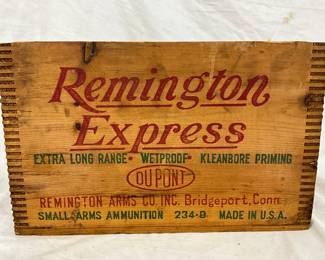 Remington
Express
EXTRA LONG RANGE- WETPROOF- KLEANBORE PRIMING
DU PONT
REMINGTON ARMS CO. INC. Bridgeport, Conn.
SMALL ARMS AMMUNITION 234-B MADE IN U.S.A.